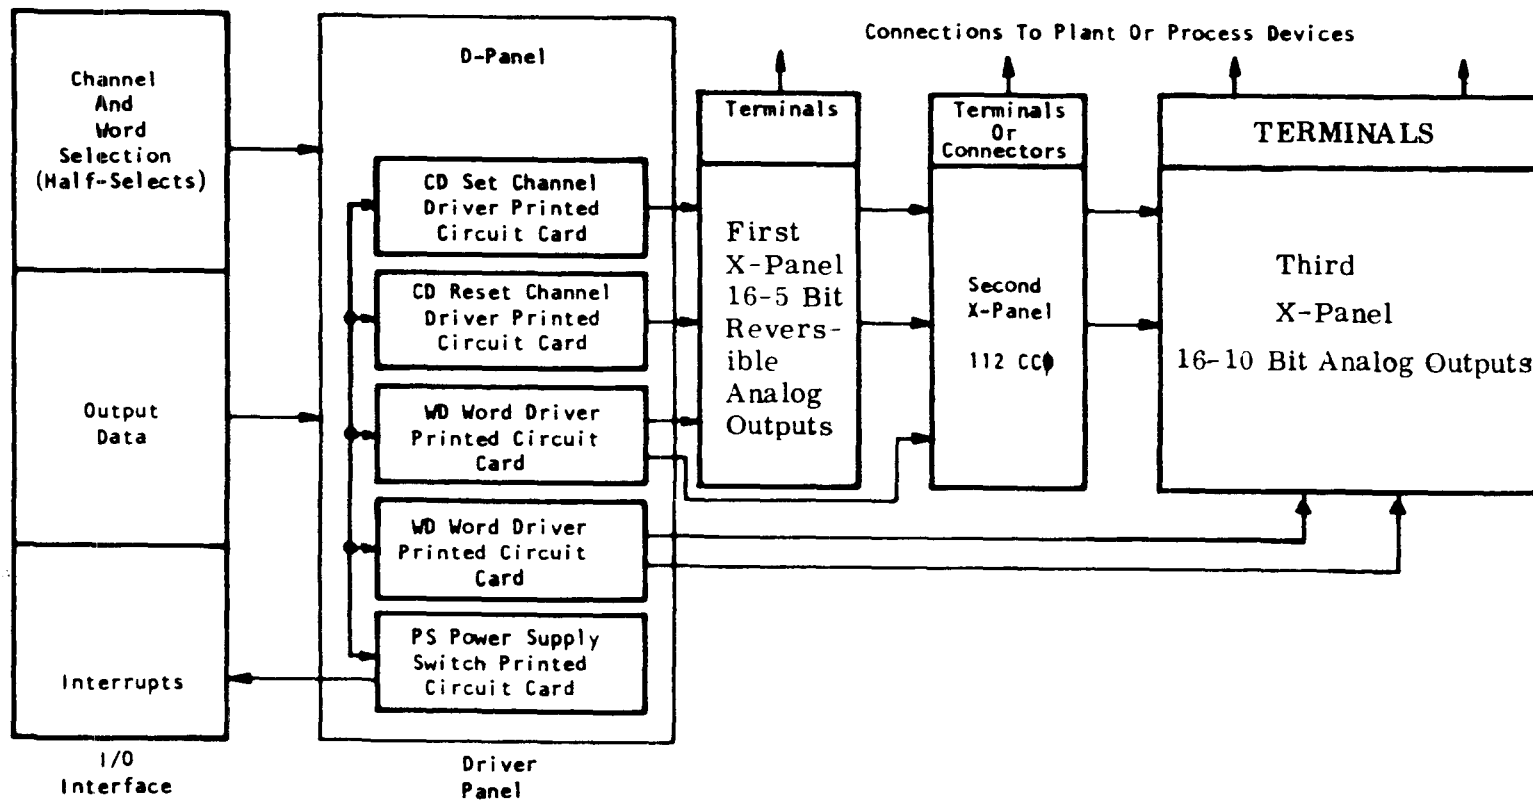 Connections To Plant Or Process Devices
Channel
And
Word
Selection
(Half-Selects)
Output
Data
Interrupts
I/O
Interface
D-Panel
CD Set Channel
Driver Printed
Circuit Card
CD Reset Channel
Driver Printed
Circuit Card
WD Word Driver
Printed Circuit
Card
WD Word Driver
Printed Circuit
Card
PS Power Supply
Switch Printed
Circuit Card
Driver
Panel
Terminals
First
X-Panel
16-5 Bit
Revers-
ible
Analog
Outputs
Terminals
Or
Connectors
Second
X-Panel
112 CCO
TERMINALS
Third
X-Panel
16-10 Bit Analog Outputs